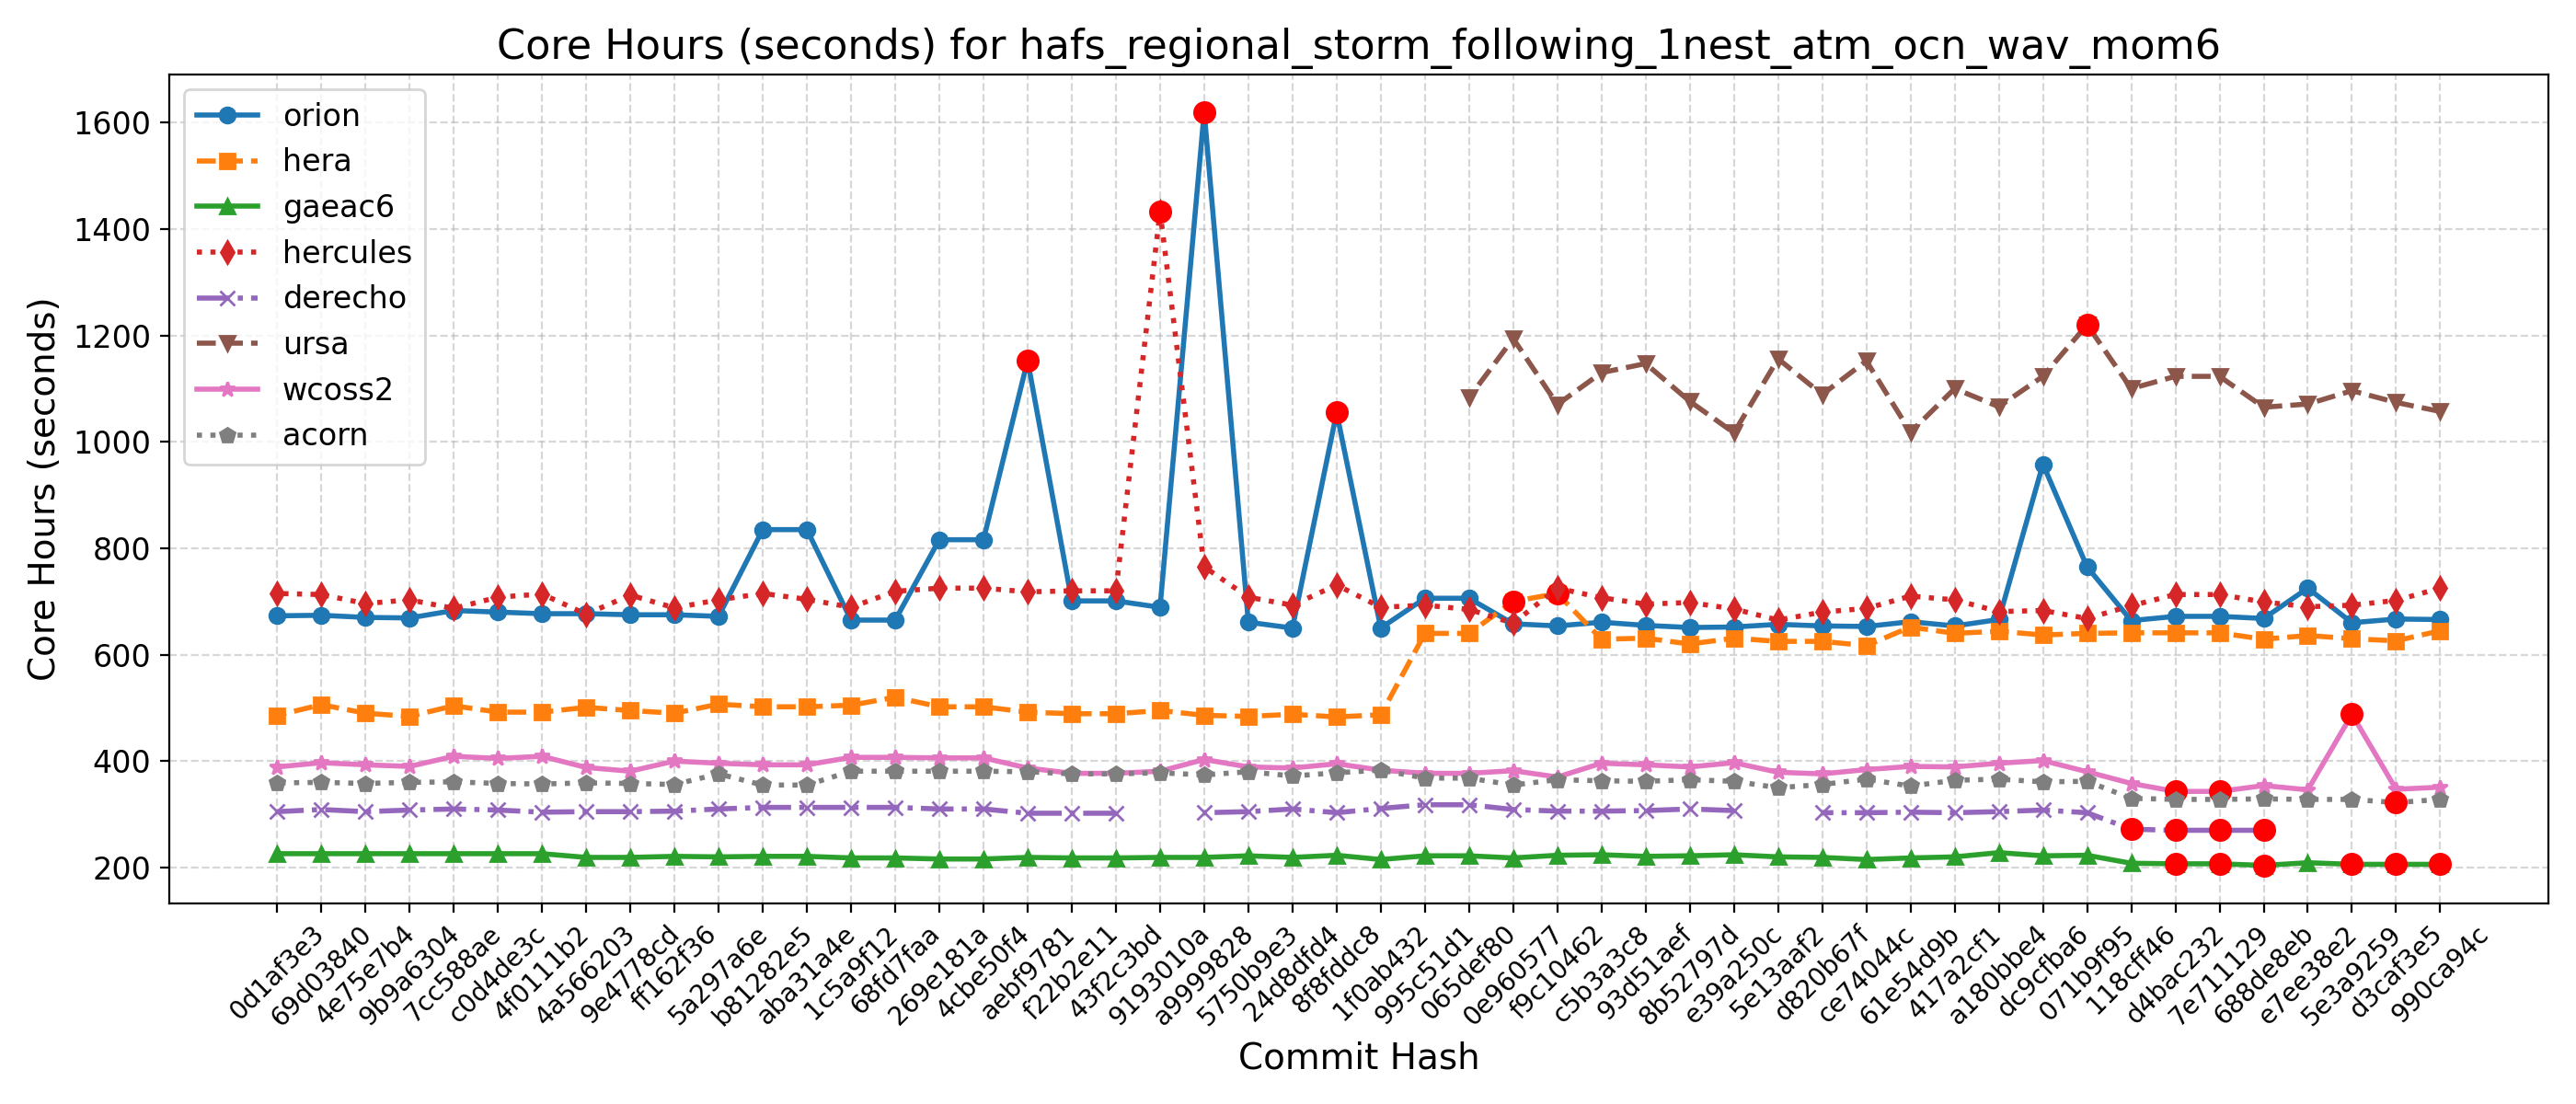 Core Hours (seconds) for hafs_regional_storm_following_1nest_atm_ocn_wav_mom6
Core Hours (seconds)
1600
1400
1200
1000
800
600
400
200
orion
hera
gaeac6
hercules
derecho
ursa
wcoss2
acorn
0d1af3e3
69d03840
4e75e7b4
9b9a6304
7cc588ae
c0d4de3c
4f0111b2
4a566203
9e4778cd
ff162f36
5a297a6e
b81282e5
aba31a4e
1c5a9f12
68fd7faa
269e181a
4cbe50f4
aebf9781
f22b2e11
43f2c3bd
9193010a
a9999828
5750b9e3
24d8dfd4
8f8fddc8
1f0ab432
995c51d1
065def80
0e960577
f9c10462
c5b3a3c8
93d51aef
8b52797d
e39a250c
5e13aaf2
d820b67f
ce74044c
61e54d9b
417a2cf1
a180bbe4
dc9cfba6
071b9f95
118cff46
d4bac232
7e711129
688de8eb
e7ee38e2
5e3a9259
d3caf3e5
990ca94c
Commit Hash